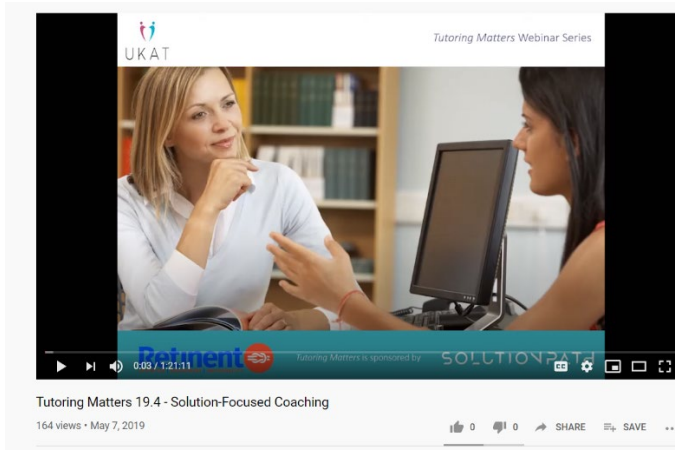 UKAT
Tutoring Matters Webinar Series
Tutoring Matters is sponsored by
SOLUTIONPATH
0:03 / 1:21:11
CC
Tutoring Matters 19.4 - Solution-Focused Coaching
164 views • May 7, 2019
0
0
SHARE
SAVE